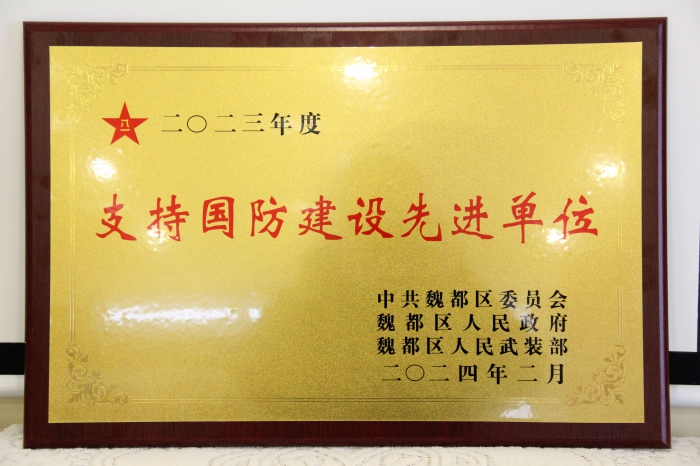 八一
二〇二三年度
支持国防建设先进单位
中共魏都区委员会
魏都区人民政府
魏都区人民武装部
二〇二四年二月